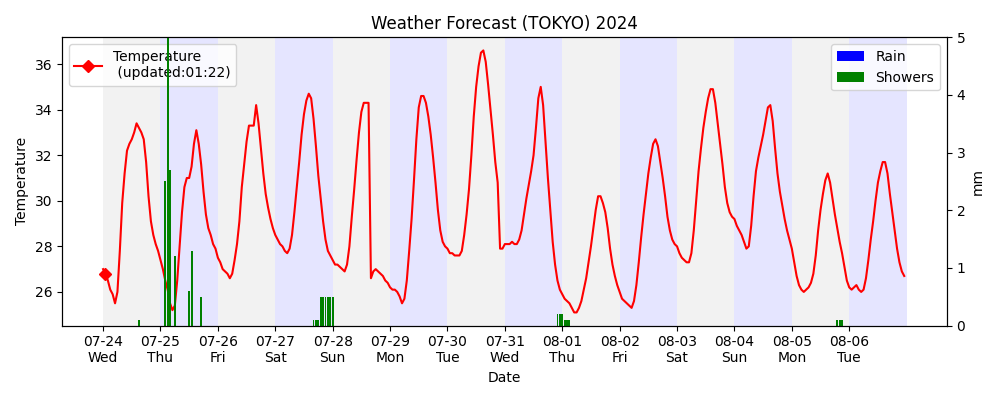 Weather Forecast (TOKYO) 2024
Temperature
(updated:01:22)
Rain
Showers
Temperature
36
34
32
30
28
26
5
4
3
2
1
0
mm
07-24 07-25 07-26 07-27 07-28 07-29 07-30 07-31 08-01 08-02 08-03 08-04 08-05 08-06
Wed Thu Fri Sat Sun Mon Tue Wed Thu Fri Sat Sun Mon Tue
Date